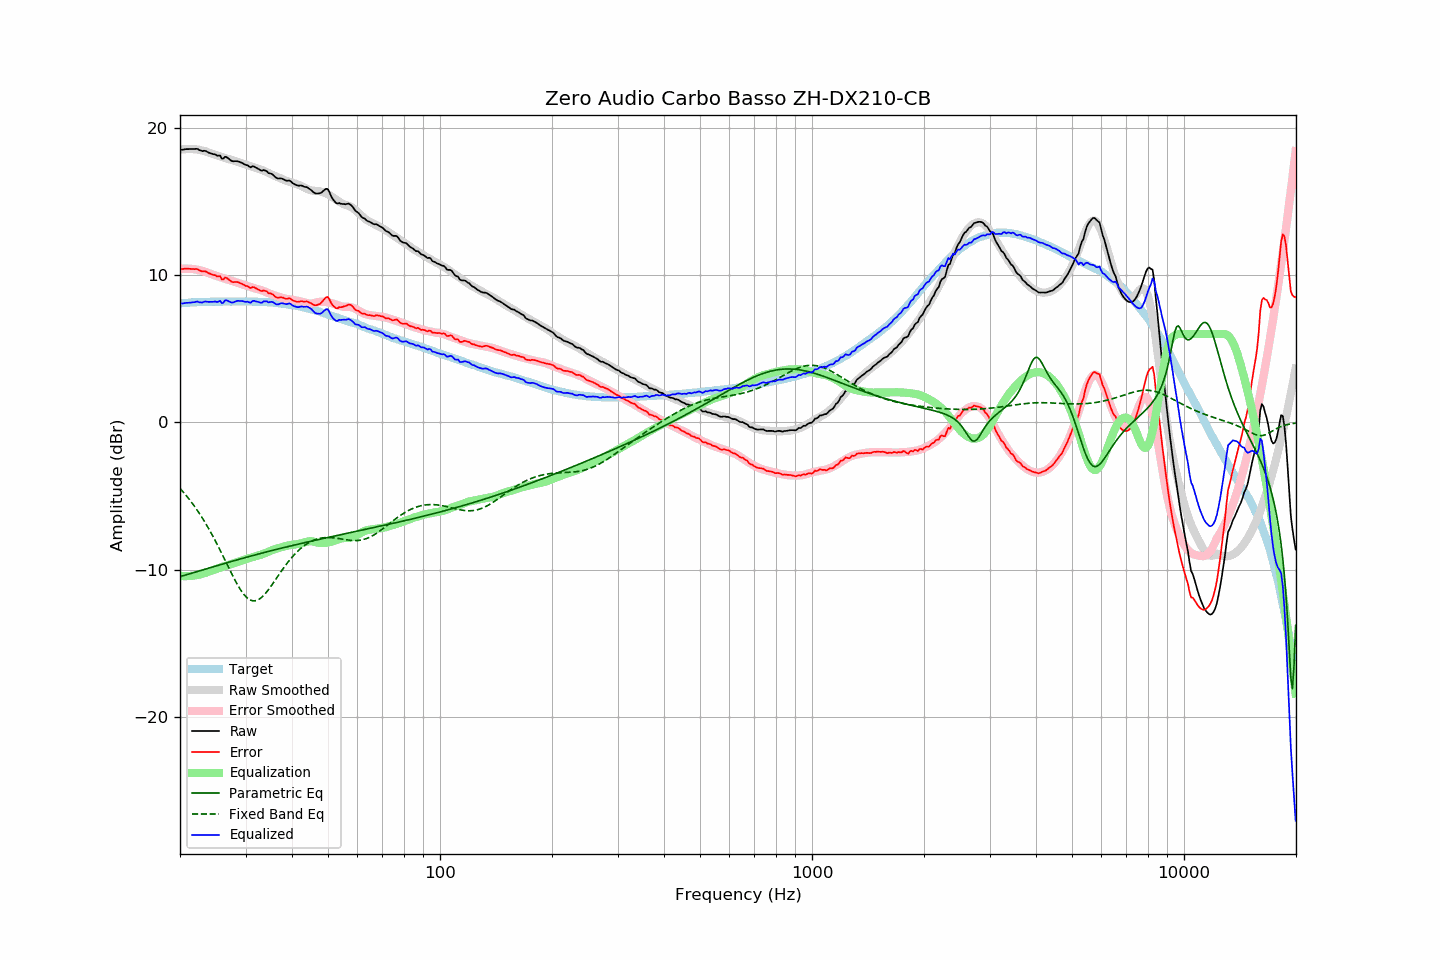 Zero Audio Carbo Basso ZH-DX210-CB
20
10
0
−10
−20
Amplitude (dBr)
Target
Raw Smoothed
Error Smoothed
Raw
Error
Equalization
Parametric Eq
Fixed Band Eq
Equalized
100 1000 10000
Frequency (Hz)